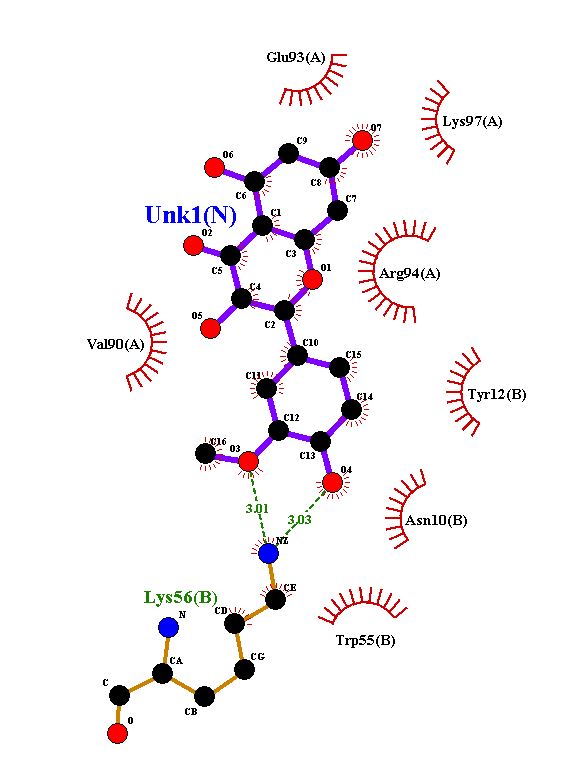 Glu93(A)
Lys97(A)
O7
C9
O6
C8
C6
C7
Unk1(N)
C1
O2
C3
C5
O1
Arg94(A)
C4
O5
C2
Val90(A)
C10
C15
C11
Tyr12(B)
C14
C12
C16
O3
C13
O4
3.01
3.03
Asn10(B)
NZ
CE
Lys56(B)
CD
N
Trp55(B)
CA
CG
C
CB
O